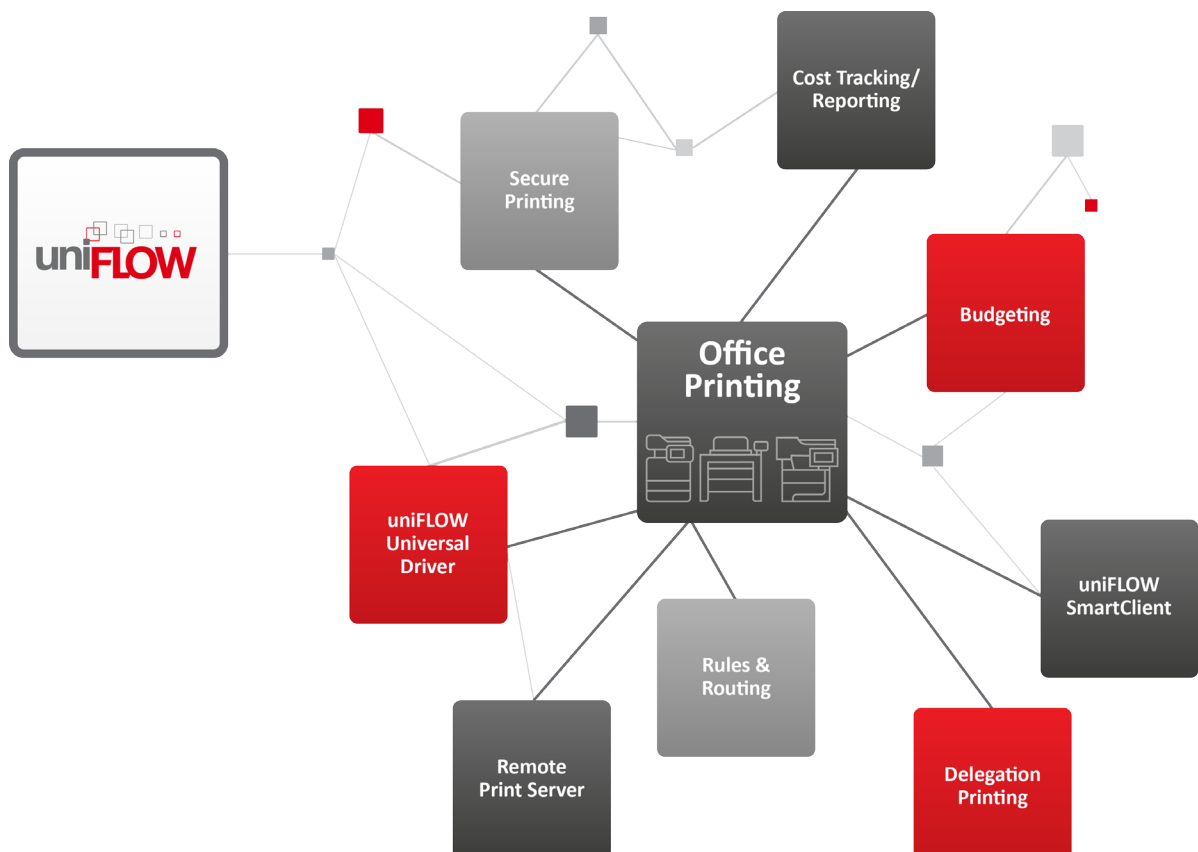 uniFLOW
Cost Tracking/
Reporting
Secure
Printing
Budgeting
Office
Printing
uniFLOW
Universal
Driver
uniFLOW
SmartClient
Rules &
Routing
Remote
Print Server
Delegation
Printing